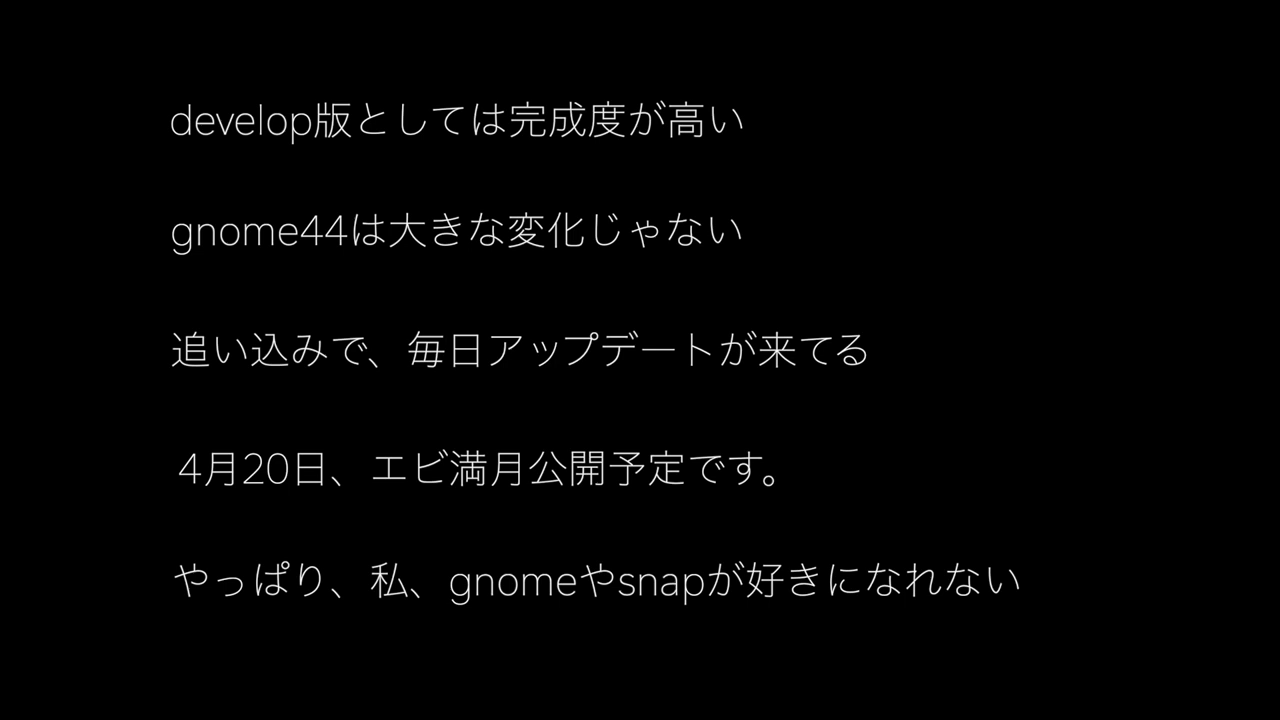 develop版としては完成度が高い
gnome44は大きな変化じゃない
追い込みで、毎日アップデートが来てる
4月20日、エビ満月公開予定です。
やっぱり、私、gnomeやsnapが好きになれない